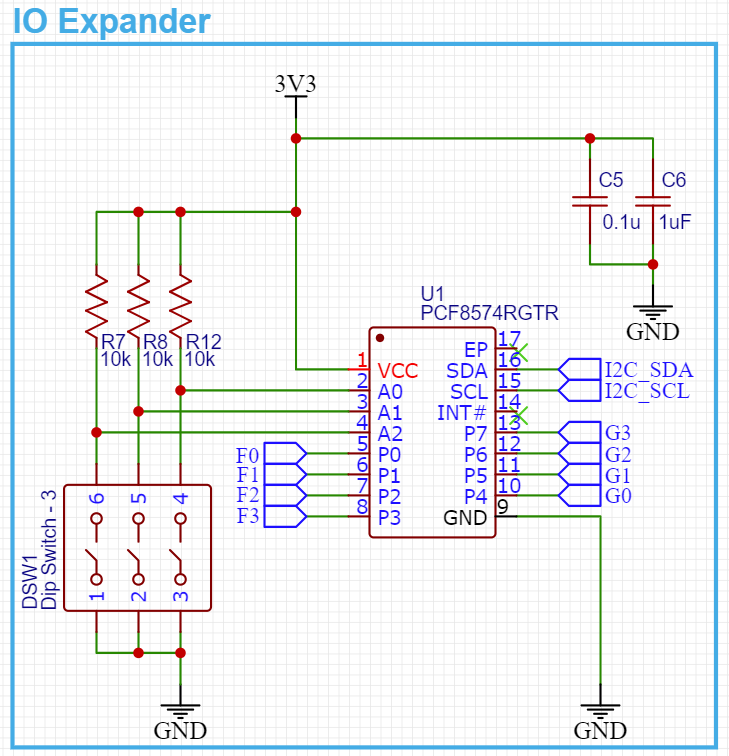 IO Expander
3V3
C5
C6
0.1u
1uF
GND
U1
PCF8574RGTR
R7
R8
R12
10k
10k
10k
1
VCC
2
A0
3
A1
4
A2
5
P0
6
P1
7
P2
8
P3
EP
17
SDA
16
SCL
15
INT#
14
P7
13
P6
12
P5
11
P4
10
GND
9
I2C_SDA
I2C_SCL
G3
G2
G1
G0
F0
F1
F2
F3
DSW1
Dip Switch - 3
6
5
4
1
2
3
GND
GND